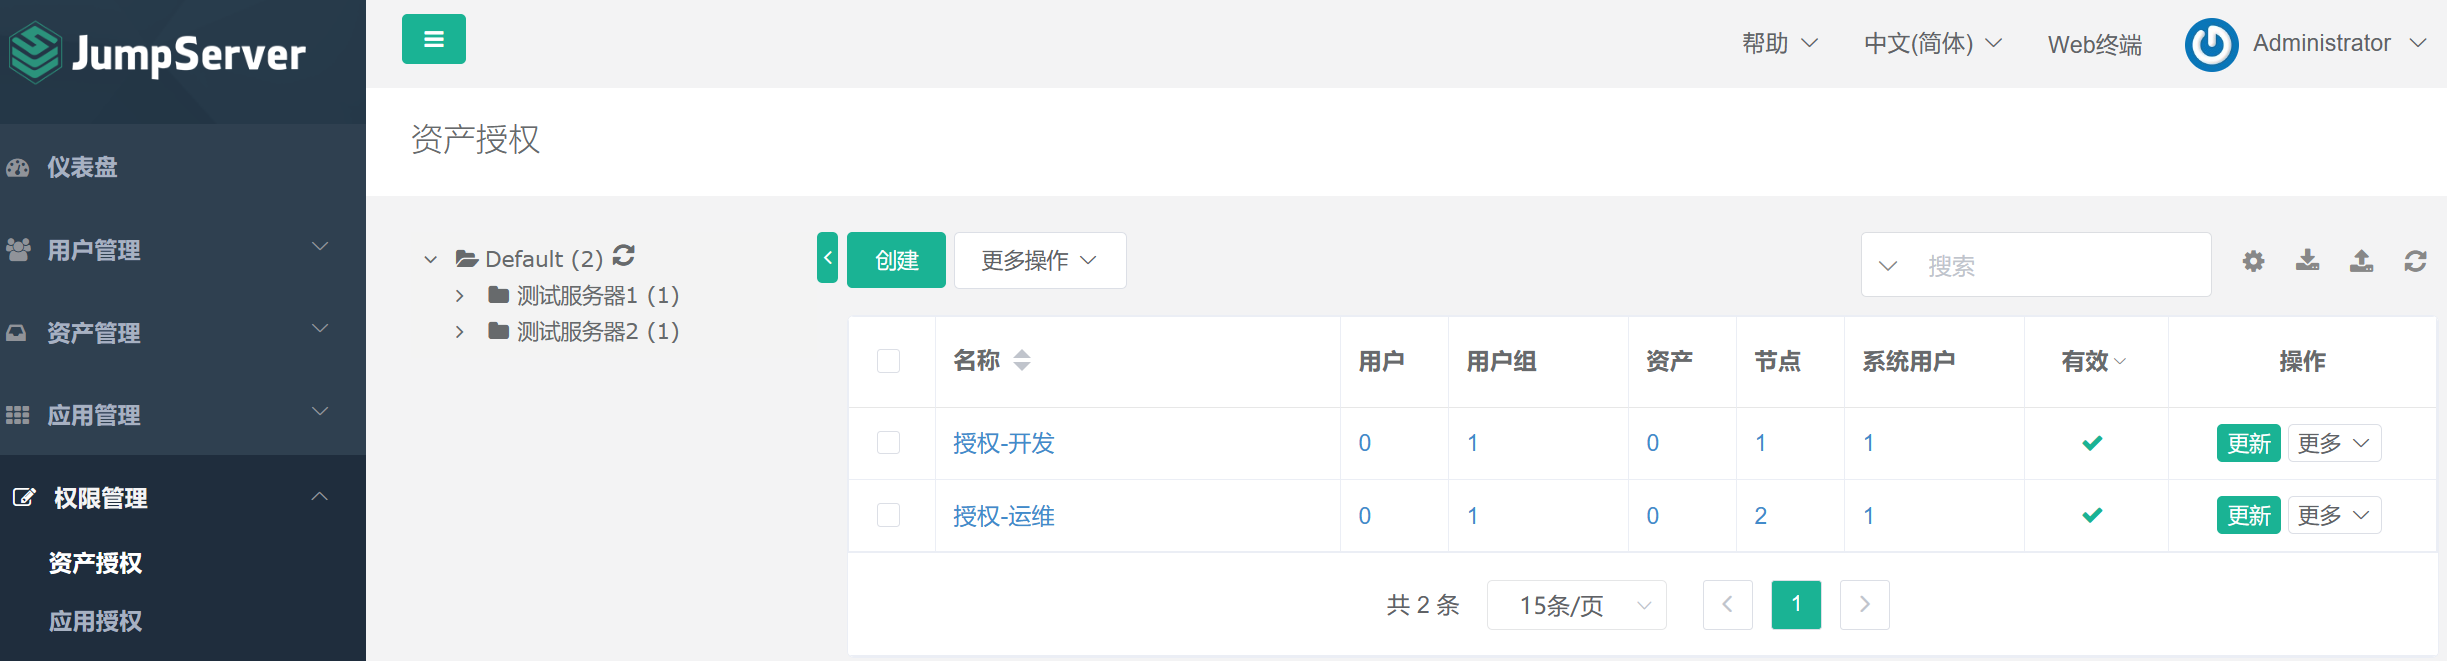 JumpServer
帮助 中文(简体) Web终端 Administrator
资产授权
仪表盘
用户管理
资产管理
应用管理
权限管理
资产授权
应用授权
Default (2)
测试服务器1 (1)
测试服务器2 (1)
创建 更多操作 搜索
名称 用户 用户组 资产 节点 系统用户 有效 操作
授权-开发 0 1 0 1 1 更新 更多
授权-运维 0 1 0 2 1 更新 更多
共 2 条 15条/页 1